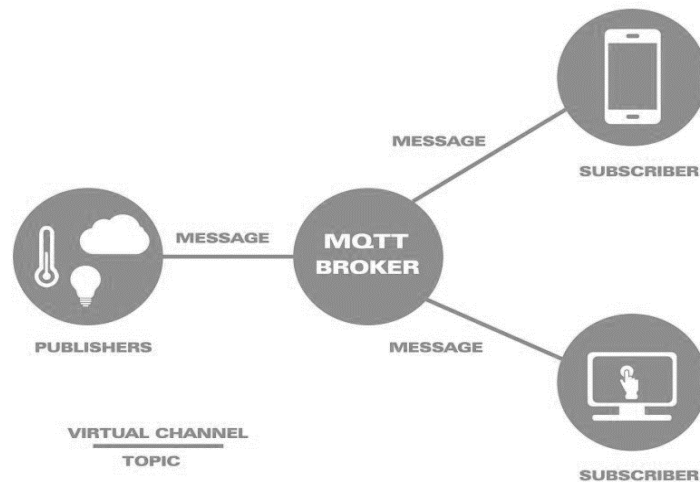 MESSAGE
SUBSCRIBER
MESSAGE
MQTT
BROKER
PUBLISHERS
MESSAGE
VIRTUAL CHANNEL
TOPIC
SUBSCRIBER